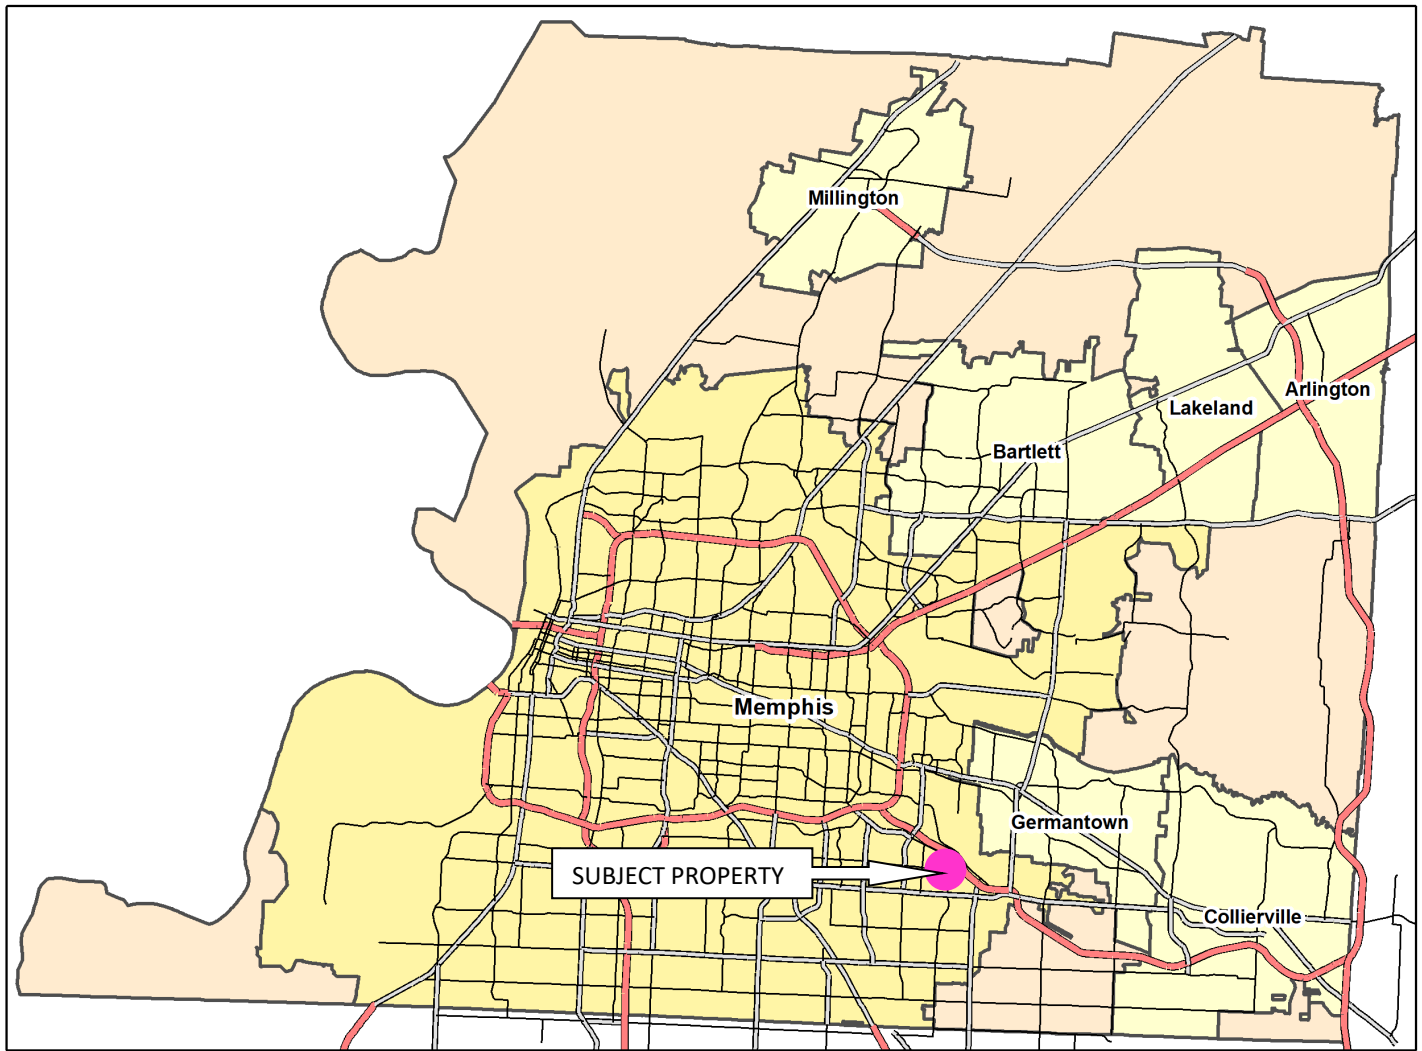 Millington
Arlington
Lakeland
Bartlett
Memphis
Germantown
SUBJECT PROPERTY
Collierville